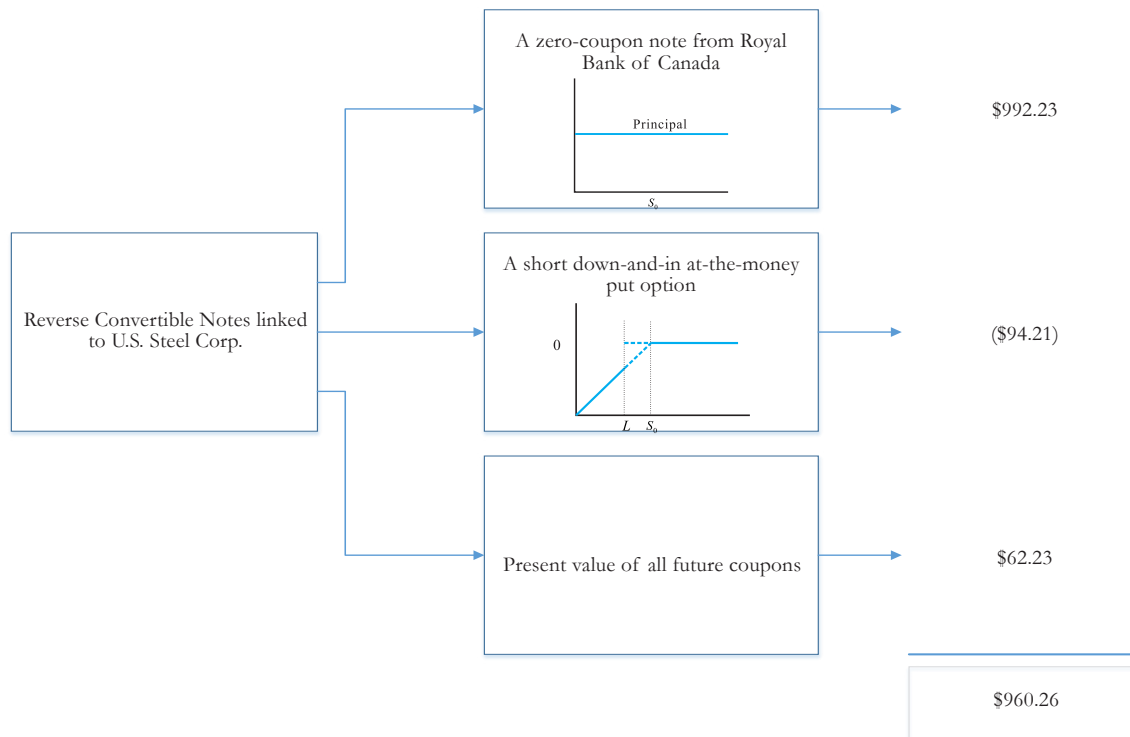 A zero-coupon note from Royal
Bank of Canada
Principal
S₀
$992.23
Reverse Convertible Notes linked
to U.S. Steel Corp.
A short down-and-in at-the-money
put option
0
L S₀
($94.21)
Present value of all future coupons
$62.23
$960.26